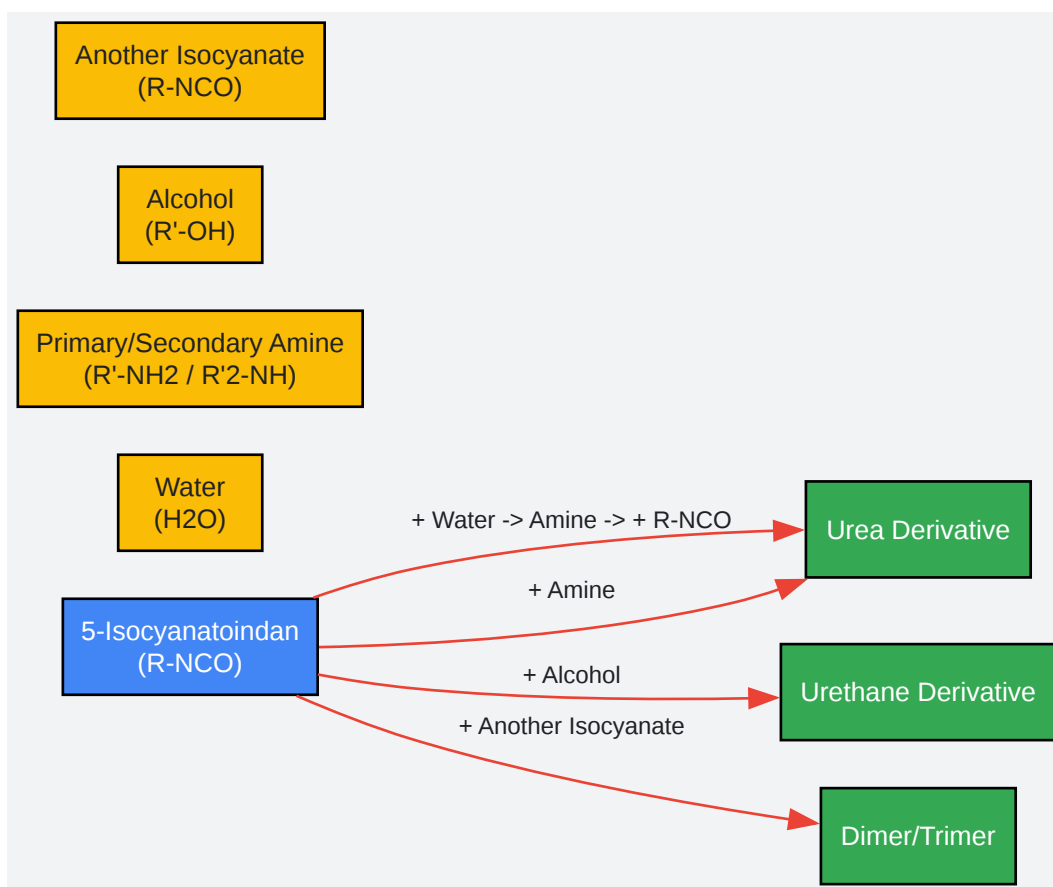 Another Isocyanate
(R-NCO)
Alcohol
(R'-OH)
Primary/Secondary Amine
(R'-NH2 / R'2-NH)
Water
(H2O)
5-Isocyanatoindan
(R-NCO)
+ Water -> Amine -> + R-NCO
+ Amine
+ Alcohol
+ Another Isocyanate
Urea Derivative
Urethane Derivative
Dimer/Trimer